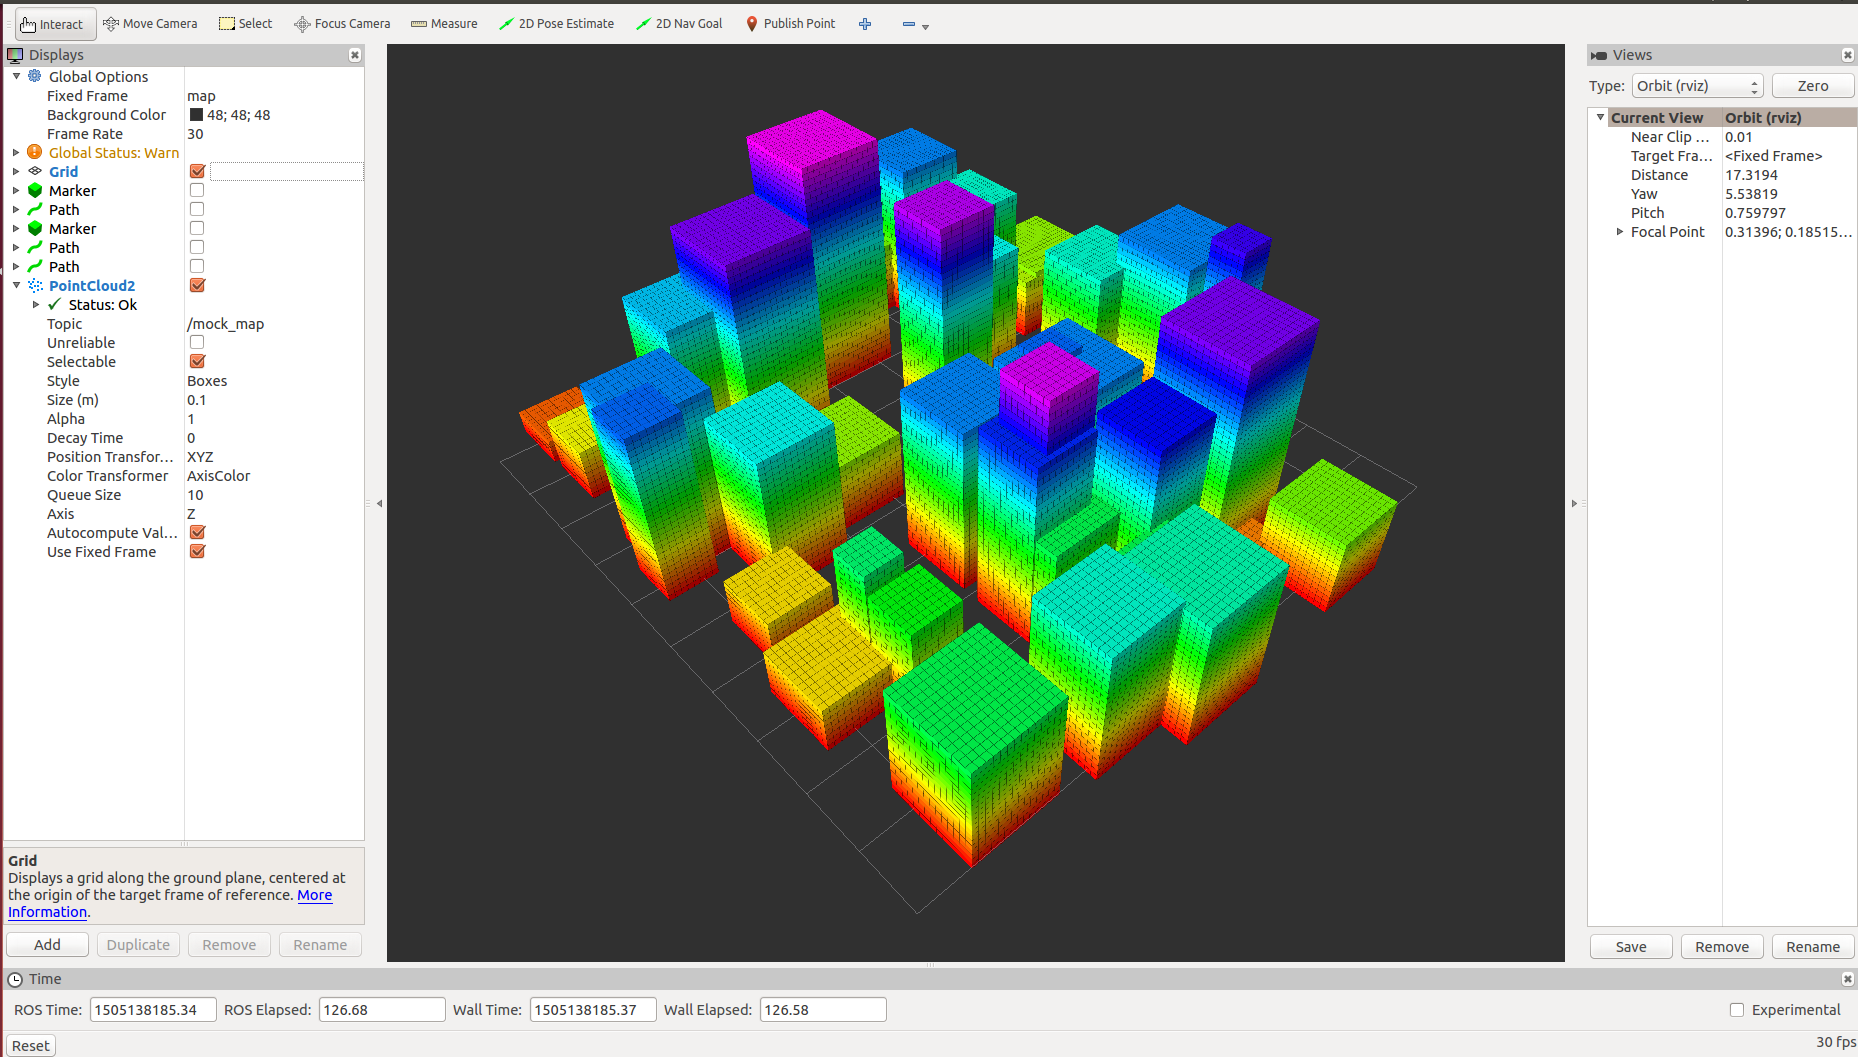 Interact Move Camera Select Focus Camera Measure 2D Pose Estimate 2D Nav Goal Publish Point
Displays
Global Options
Fixed Frame map
Background Color 48; 48; 48
Frame Rate 30
Global Status: Warn
Grid
Marker
Path
Marker
Path
Path
PointCloud2
Status: Ok
Topic /mock_map
Unreliable
Selectable
Style Boxes
Size (m) 0.1
Alpha 1
Decay Time 0
Position Transfor... XYZ
Color Transformer AxisColor
Queue Size 10
Axis Z
Autocompute Val...
Use Fixed Frame
Grid
Displays a grid along the ground plane, centered at
the origin of the target frame of reference. More
Information.
Add Duplicate Remove Rename
Views
Type: Orbit (rviz) Zero
Current View Orbit (rviz)
Near Clip ... 0.01
Target Fra... <Fixed Frame>
Distance 17.3194
Yaw 5.53819
Pitch 0.759797
Focal Point 0.31396; 0.18515...
Save Remove Rename
Time
ROS Time: 1505138185.34 ROS Elapsed: 126.68 Wall Time: 1505138185.37 Wall Elapsed: 126.58 Experimental
Reset 30 fps